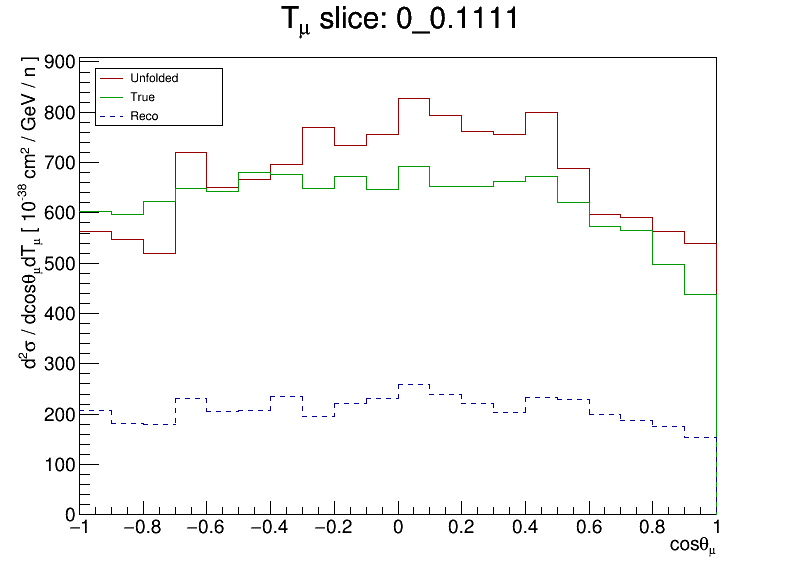 Tμ slice: 0_0.1111
d²σ / dcosθμdTμ [ 10⁻³⁸ cm² / GeV / n ]
900
800
700
600
500
400
300
200
100
0
Unfolded
True
Reco
−1 −0.8 −0.6 −0.4 −0.2 0 0.2 0.4 0.6 0.8 1
cosθμ